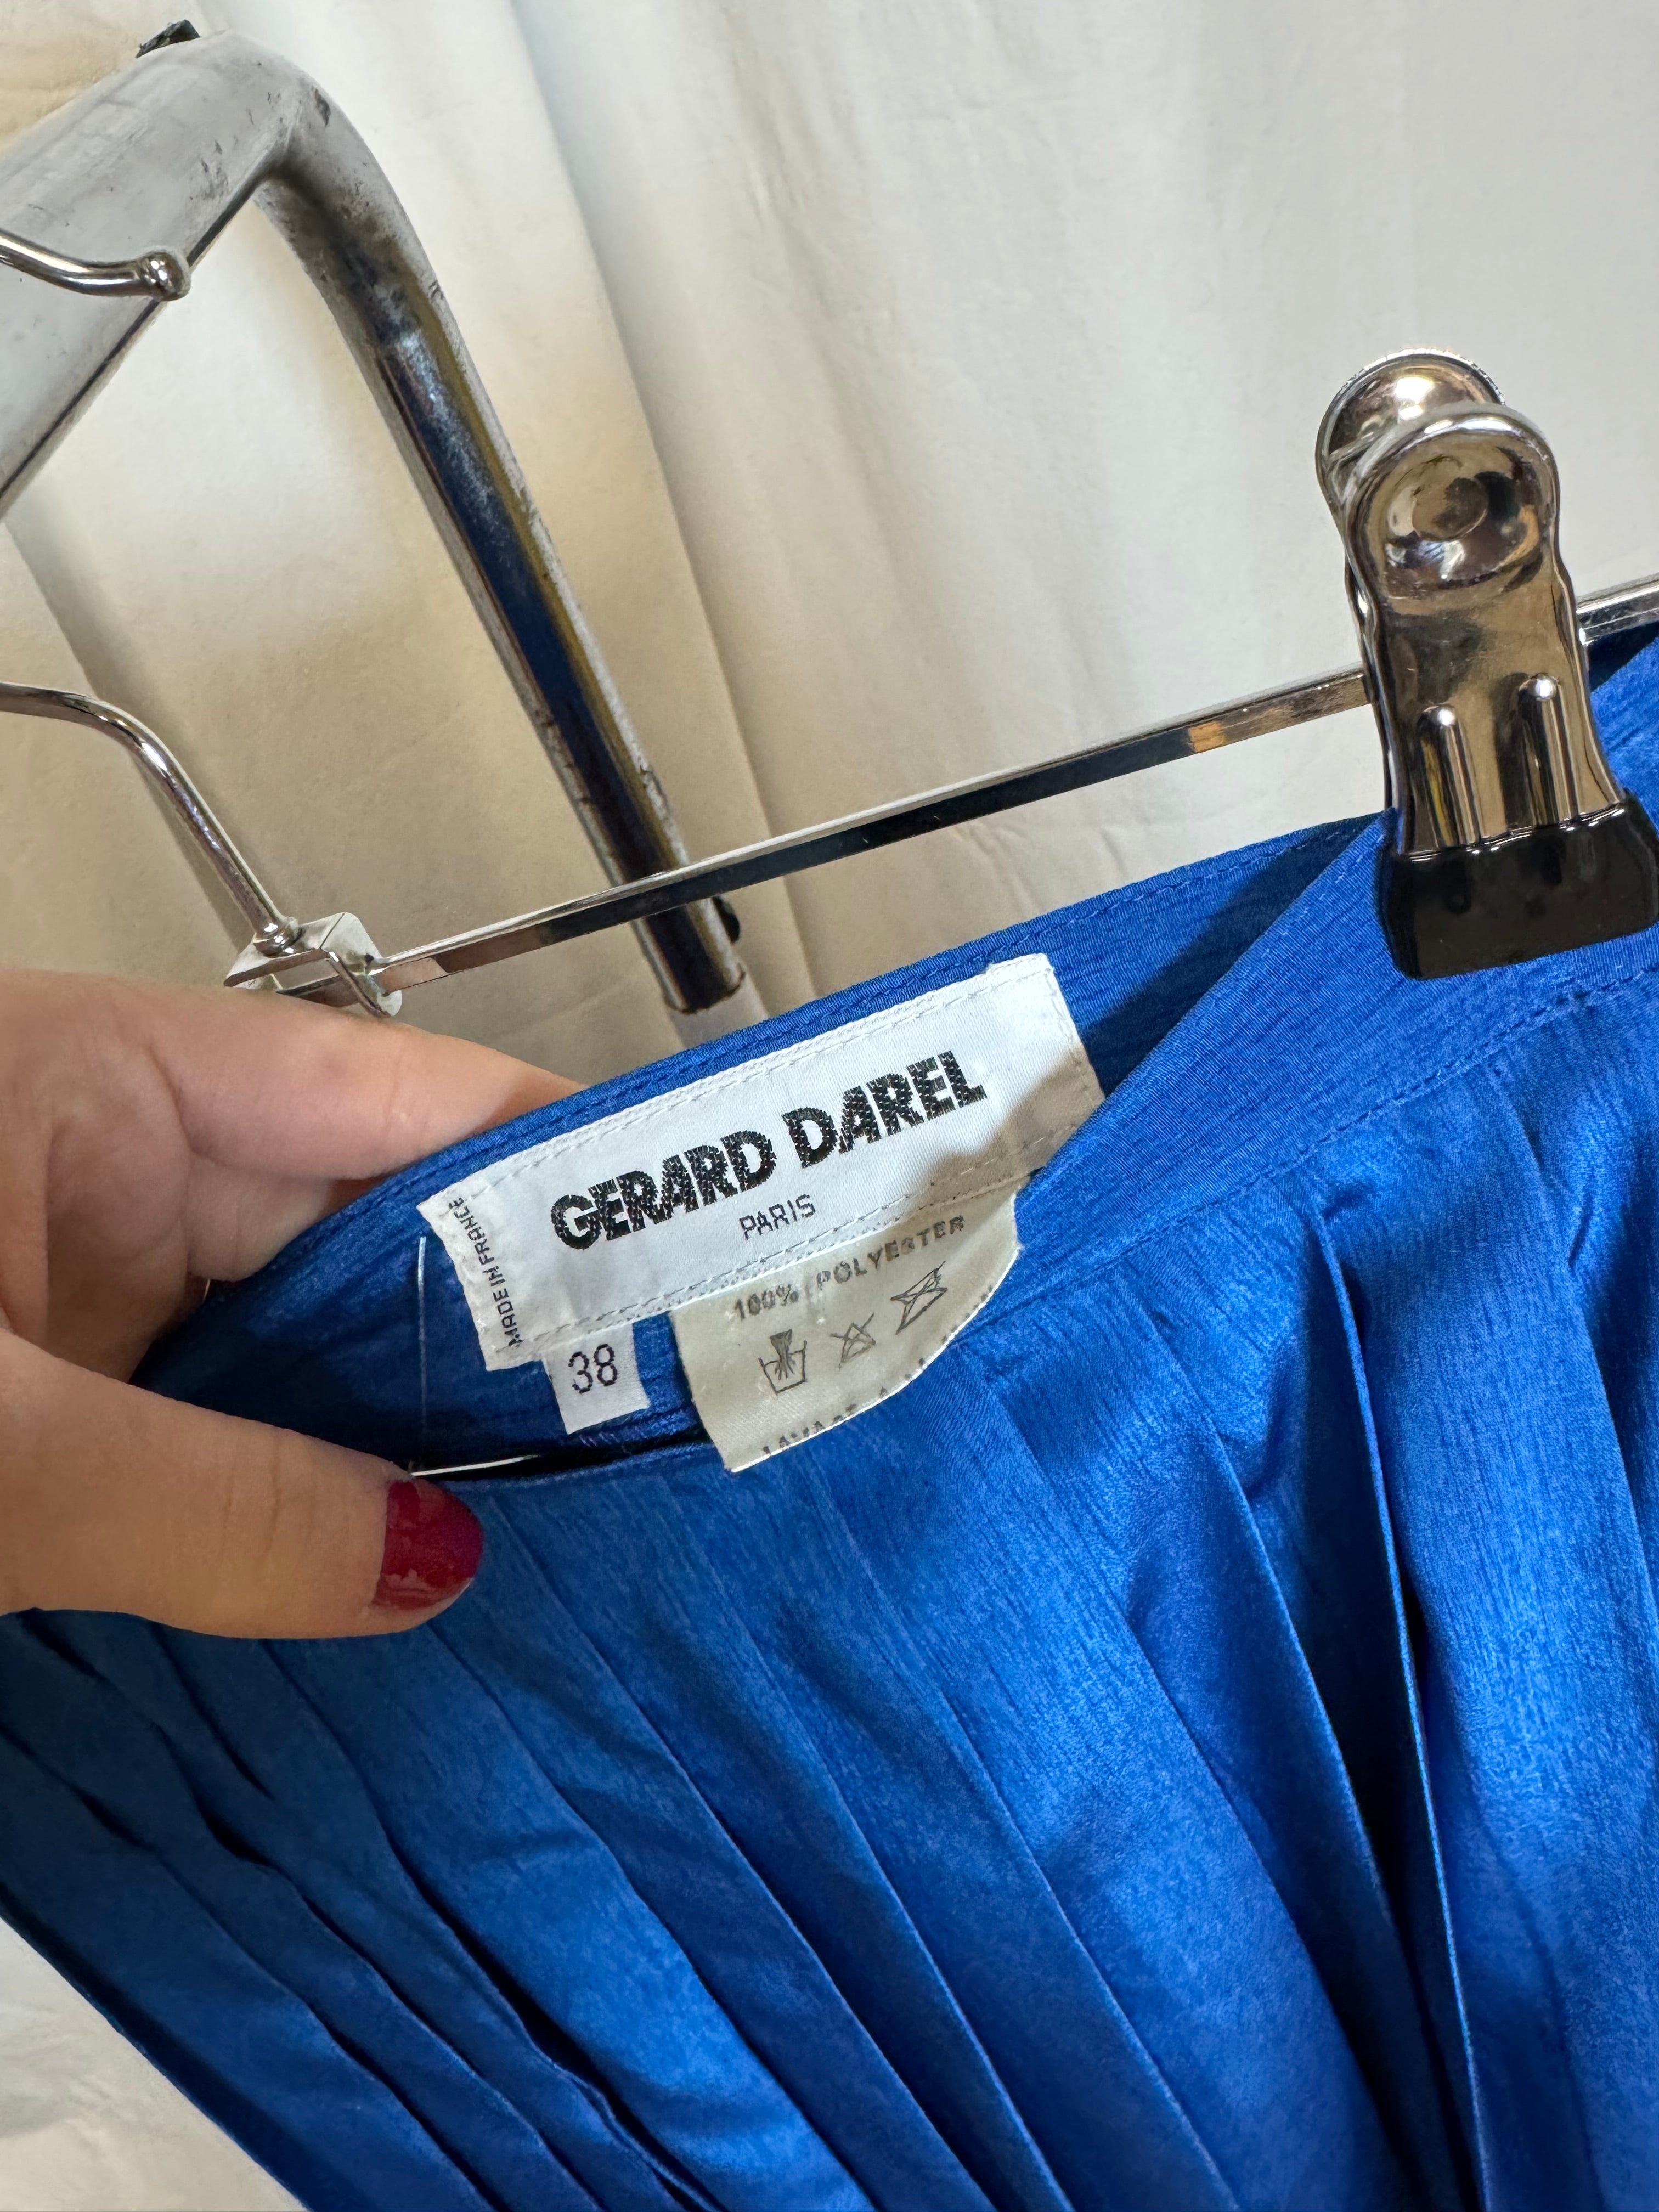 GERARD DAREL
PARIS
MADE IN FRANCE
38
100% POLYESTER